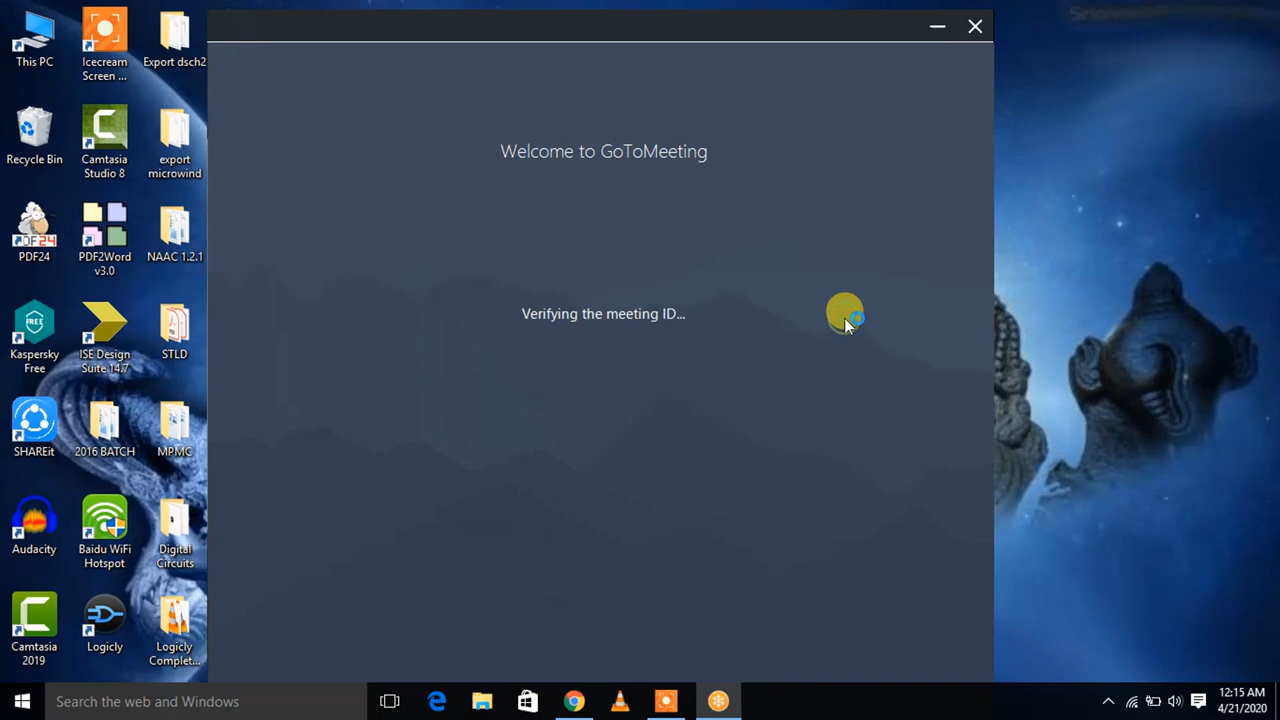 This PC
Icecream
Screen ...
Export dsch2
Recycle Bin
Camtasia
Studio 8
export
microwind
PDF24
PDF2Word
v3.0
NAAC 1.2.1
Kaspersky
Free
ISE Design
Suite 14.7
STLD
SHAREit
2016 BATCH
MPMC
Audacity
Baidu WiFi
Hotspot
Digital
Circuits
Camtasia
2019
Logicly
Logicly
Complet...
Welcome to GoToMeeting
Verifying the meeting ID...
Search the web and Windows
12:15 AM
4/21/2020